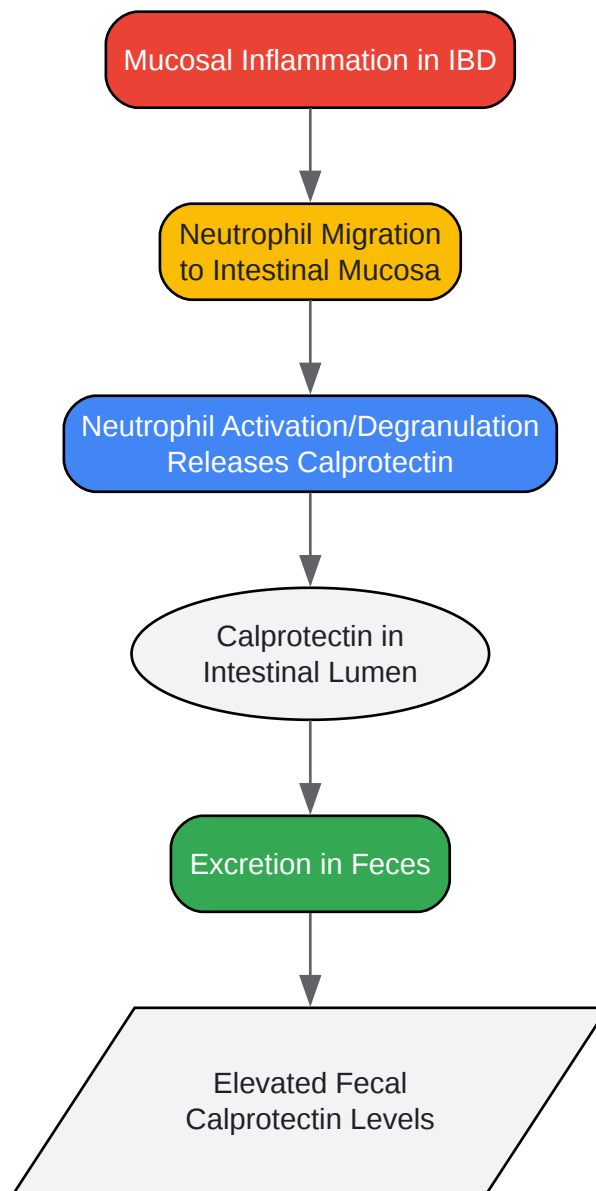 Mucosal Inflammation in IBD
Neutrophil Migration
to Intestinal Mucosa
Neutrophil Activation/Degranulation
Releases Calprotectin
Calprotectin in
Intestinal Lumen
Excretion in Feces
Elevated Fecal
Calprotectin Levels